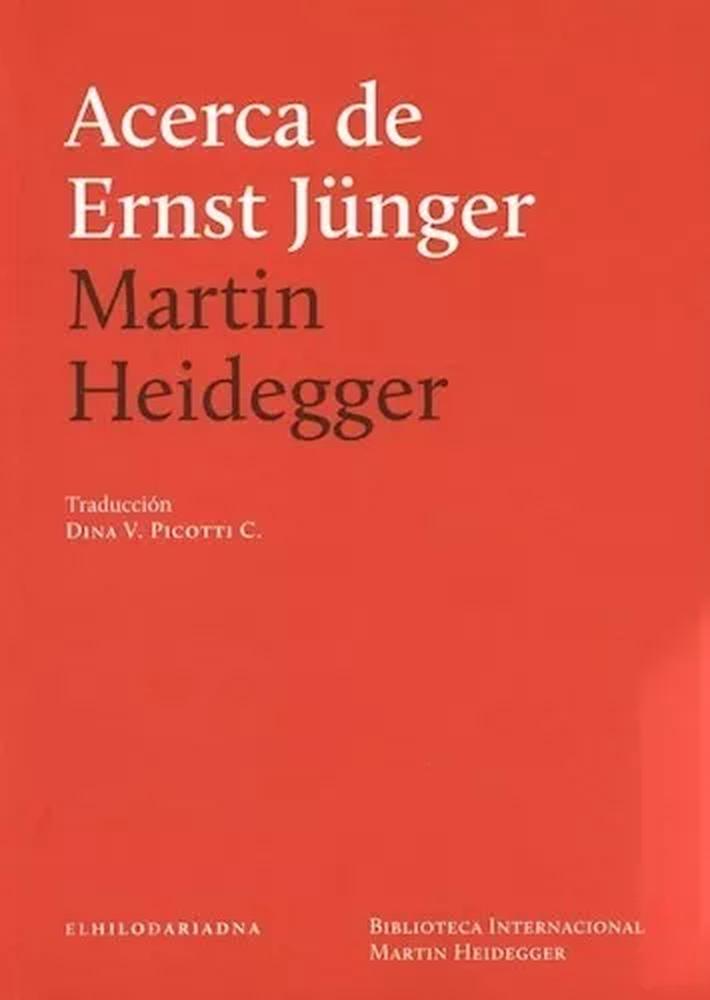 Acerca de
Ernst Jünger
Martin
Heidegger
Traducción
Dina V. Picotti C.
ELHILODARIADNA
Biblioteca Internacional
Martin Heidegger